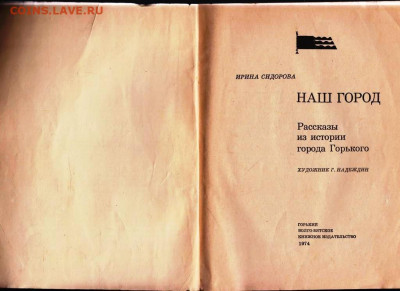 COINS.LAVE.RU
ИРИНА СИДОРОВА
НАШ ГОРОД
Рассказы
из истории
города Горького
ХУДОЖНИК Г. НАДЕЖДИН
ГОРЬКИЙ
ВОЛГО-ВЯТСКОЕ
КНИЖНОЕ ИЗДАТЕЛЬСТВО
1974